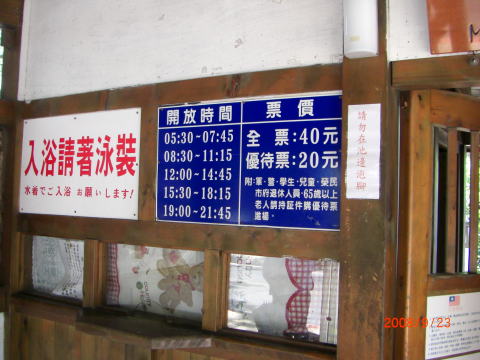 入浴請著泳裝
水着でご入浴 お願いします!
開放時間
05:30~07:45
08:30~11:15
12:00~14:45
15:30~18:15
19:00~21:45
票價
全票:40元
優待票:20元
附:軍、警、學生、兒童、榮民
市府退休人員、65歲以上
老人請持証件購優待票
進場。
請勿在池邊泡腳